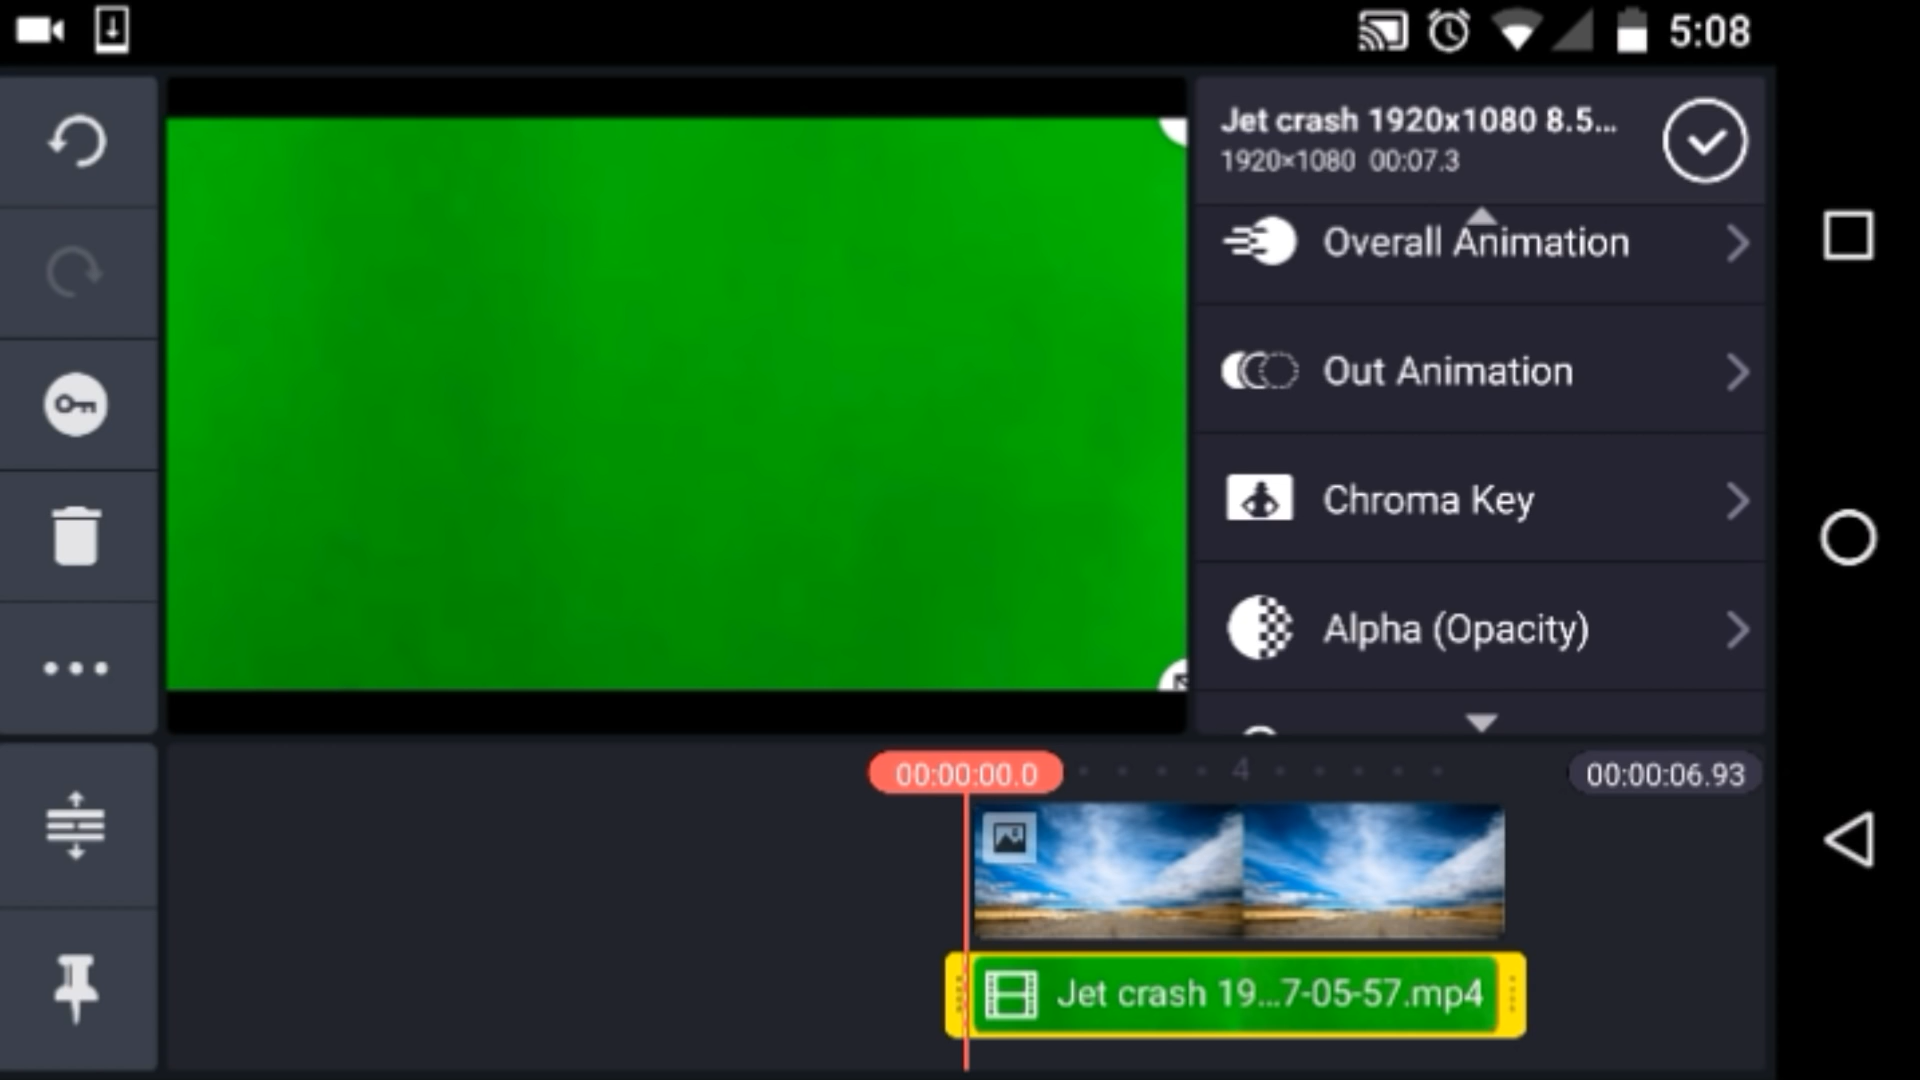 5:08
Jet crash 1920x1080 8.5...
1920×1080 00:07.3
Overall Animation
Out Animation
Chroma Key
Alpha (Opacity)
00:00:00.0
4
00:00:06.93
Jet crash 19...7-05-57.mp4